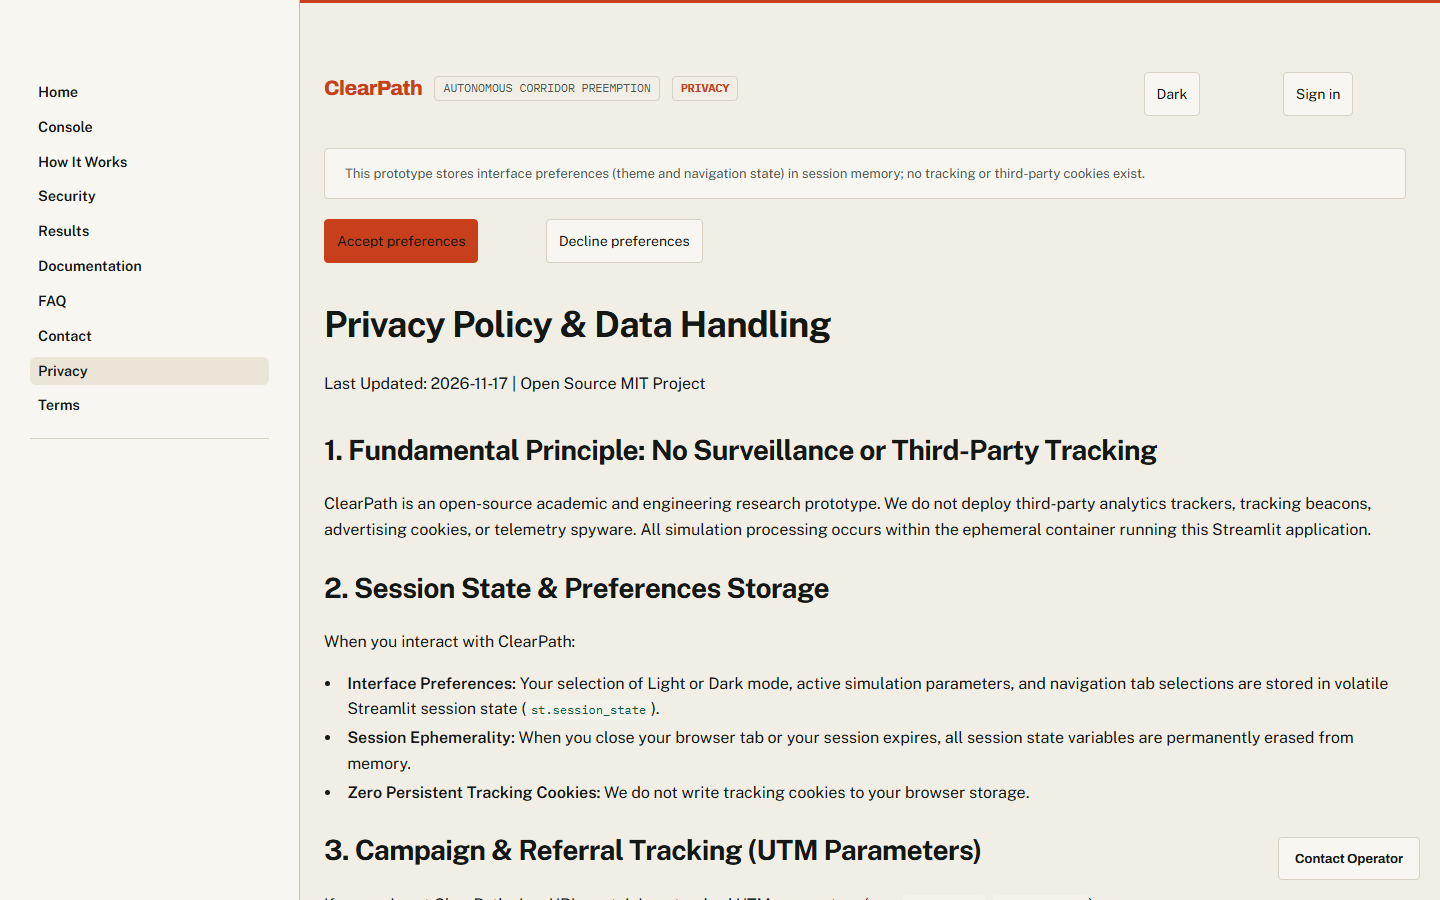 Home
Console
How It Works
Security
Results
Documentation
FAQ
Contact
Privacy
Terms
ClearPath AUTONOMOUS CORRIDOR PREEMPTION PRIVACY
Dark
Sign in
This prototype stores interface preferences (theme and navigation state) in session memory; no tracking or third-party cookies exist.
Accept preferences
Decline preferences
Privacy Policy & Data Handling
Last Updated: 2026-11-17 | Open Source MIT Project
1. Fundamental Principle: No Surveillance or Third-Party Tracking
ClearPath is an open-source academic and engineering research prototype. We do not deploy third-party analytics trackers, tracking beacons,
advertising cookies, or telemetry spyware. All simulation processing occurs within the ephemeral container running this Streamlit application.
2. Session State & Preferences Storage
When you interact with ClearPath:
• Interface Preferences: Your selection of Light or Dark mode, active simulation parameters, and navigation tab selections are stored in volatile
Streamlit session state ( st.session_state ).
• Session Ephemerality: When you close your browser tab or your session expires, all session state variables are permanently erased from
memory.
• Zero Persistent Tracking Cookies: We do not write tracking cookies to your browser storage.
3. Campaign & Referral Tracking (UTM Parameters)
Contact Operator